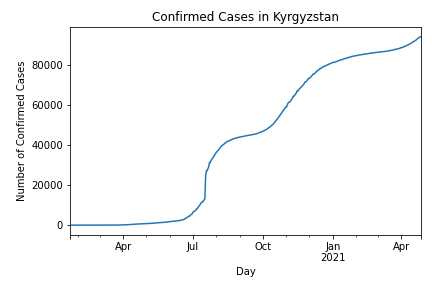 Confirmed Cases in Kyrgyzstan
Number of Confirmed Cases
80000
60000
40000
20000
0
Apr
Jul
Oct
Jan
2021
Apr
Day